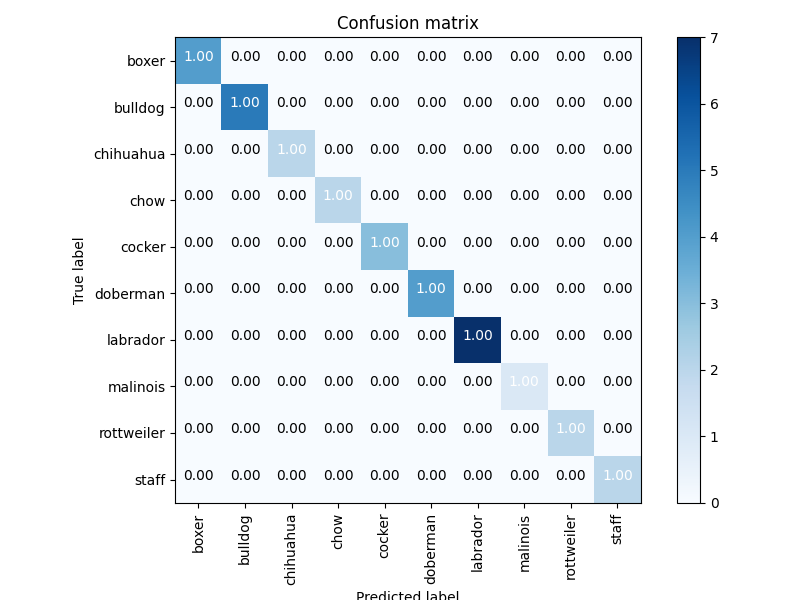 Confusion matrix
boxer 1.00 0.00 0.00 0.00 0.00 0.00 0.00 0.00 0.00 0.00
bulldog 0.00 1.00 0.00 0.00 0.00 0.00 0.00 0.00 0.00 0.00
chihuahua 0.00 0.00 1.00 0.00 0.00 0.00 0.00 0.00 0.00 0.00
chow 0.00 0.00 0.00 1.00 0.00 0.00 0.00 0.00 0.00 0.00
cocker 0.00 0.00 0.00 0.00 1.00 0.00 0.00 0.00 0.00 0.00
doberman 0.00 0.00 0.00 0.00 0.00 1.00 0.00 0.00 0.00 0.00
labrador 0.00 0.00 0.00 0.00 0.00 0.00 1.00 0.00 0.00 0.00
malinois 0.00 0.00 0.00 0.00 0.00 0.00 0.00 1.00 0.00 0.00
rottweiler 0.00 0.00 0.00 0.00 0.00 0.00 0.00 0.00 1.00 0.00
staff 0.00 0.00 0.00 0.00 0.00 0.00 0.00 0.00 0.00 1.00
True label
boxer bulldog chihuahua chow cocker doberman labrador malinois rottweiler staff
Predicted label
7
6
5
4
3
2
1
0